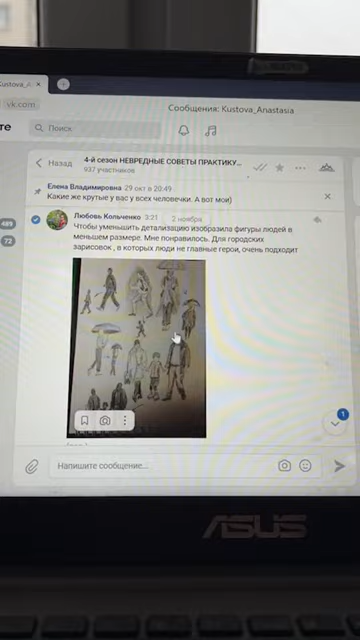 Kustova_A
vk.com
Сообщения: Kustova_Anastasia
те
Поиск
Назад
4-й сезон НЕВРЕДНЫЕ СОВЕТЫ ПРАКТИКУ...
937 участников
Елена Владимировна 29 окт в 20:49
Какие же крутые у вас у всех человечки. А вот мои)
Любовь Кольченко 3:21
2 ноября
489
72
Чтобы уменьшить детализацию изобразила фигуры людей в
меньшем размере. Мне понравилось. Для городских
зарисовок , в которых люди не главные герои, очень подходит
1
Напишите сообщение...
ASUS